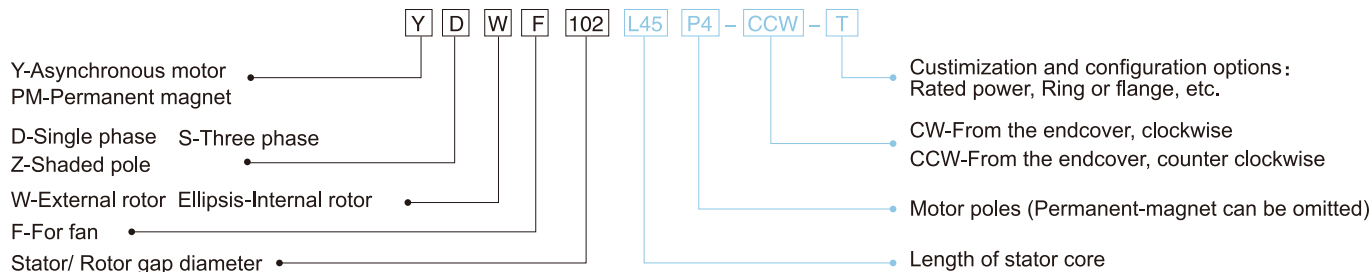 Y D W F 102 L45 P4 - CCW - T
Y-Asynchronous motor
PM-Permanent magnet
D-Single phase S-Three phase
Z-Shaded pole
W-External rotor Ellipsis-Internal rotor
F-For fan
Stator/ Rotor gap diameter
Custimization and configuration options:
Rated power, Ring or flange, etc.
CW-From the endcover, clockwise
CCW-From the endcover, counter clockwise
Motor poles (Permanent-magnet can be omitted)
Length of stator core